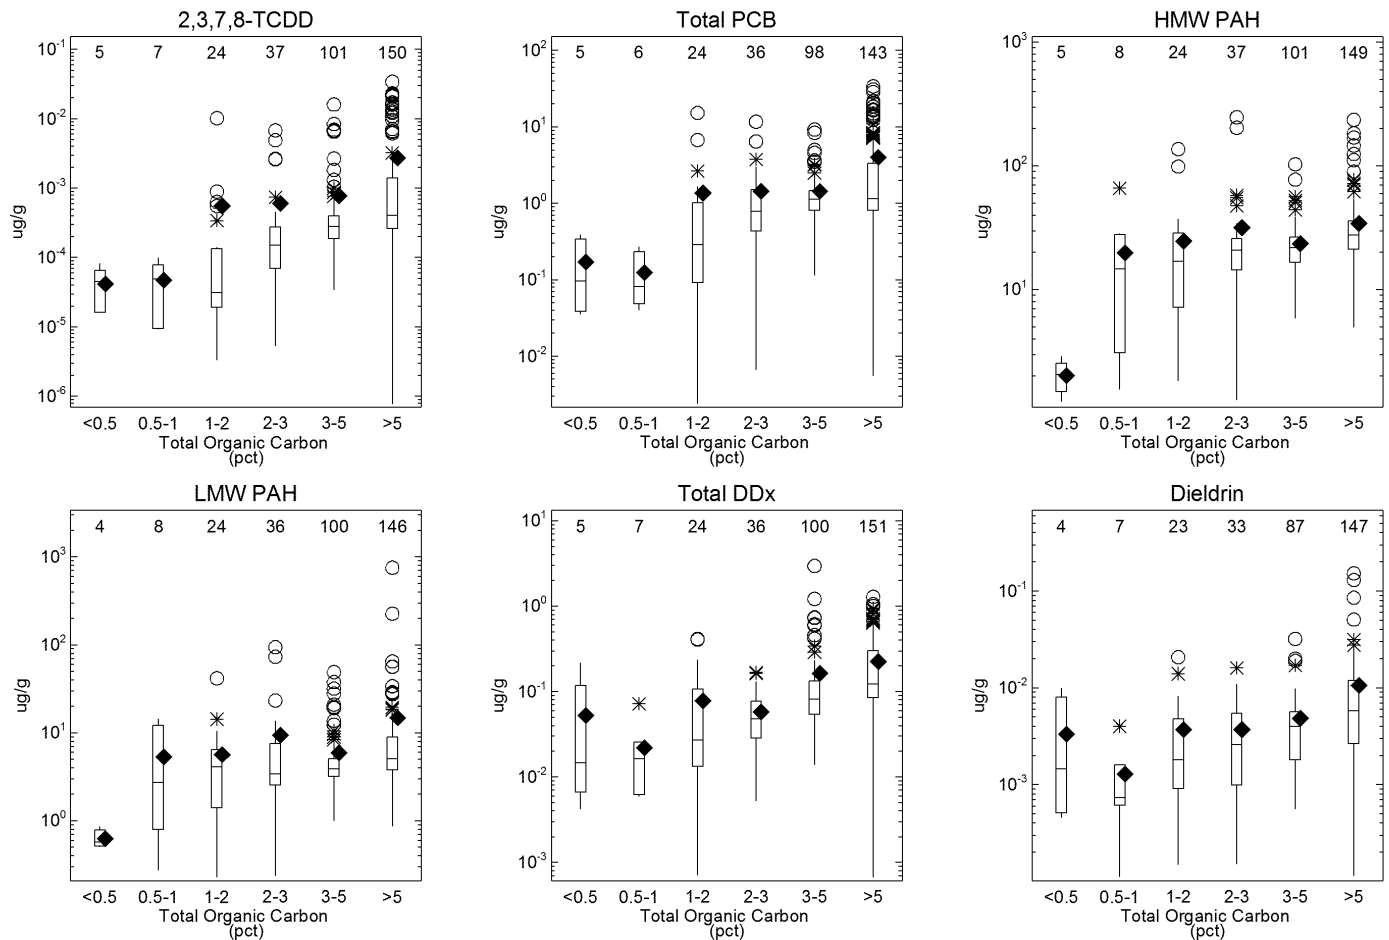 2,3,7,8-TCDD
5 7 24 37 101 150
10⁻¹
10⁻²
10⁻³
10⁻⁴
10⁻⁵
10⁻⁶
ug/g
<0.5 0.5-1 1-2 2-3 3-5 >5
Total Organic Carbon
(pct)
Total PCB
5 6 24 36 98 143
10²
10¹
10⁰
10⁻¹
10⁻²
ug/g
<0.5 0.5-1 1-2 2-3 3-5 >5
Total Organic Carbon
(pct)
HMW PAH
5 8 24 37 101 149
10³
10²
10¹
ug/g
<0.5 0.5-1 1-2 2-3 3-5 >5
Total Organic Carbon
(pct)
LMW PAH
4 8 24 36 100 146
10³
10²
10¹
10⁰
ug/g
<0.5 0.5-1 1-2 2-3 3-5 >5
Total Organic Carbon
(pct)
Total DDx
5 7 24 36 100 151
10¹
10⁰
10⁻¹
10⁻²
10⁻³
ug/g
<0.5 0.5-1 1-2 2-3 3-5 >5
Total Organic Carbon
(pct)
Dieldrin
4 7 23 33 87 147
10⁻¹
10⁻²
10⁻³
ug/g
<0.5 0.5-1 1-2 2-3 3-5 >5
Total Organic Carbon
(pct)